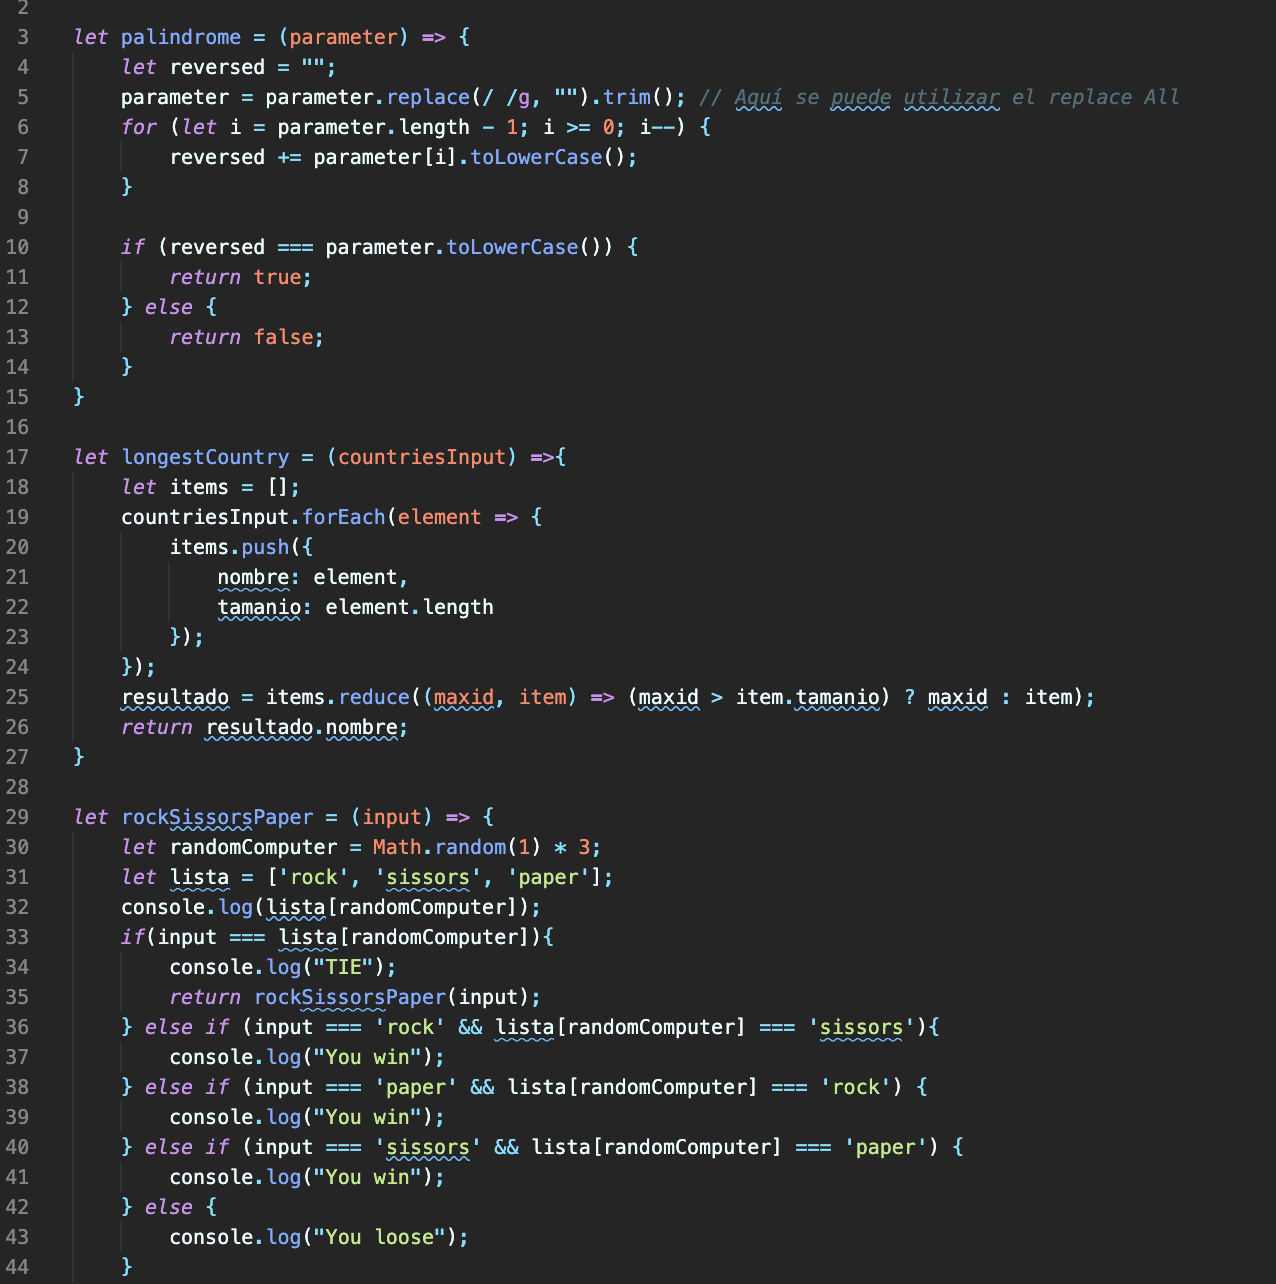 2
3 let palindrome = (parameter) => {
4 let reversed = "";
5 parameter = parameter.replace(/ /g, "").trim(); // Aquí se puede utilizar el replace All
6 for (let i = parameter.length - 1; i >= 0; i--) {
7 reversed += parameter[i].toLowerCase();
8 }
9
10 if (reversed === parameter.toLowerCase()) {
11 return true;
12 } else {
13 return false;
14 }
15 }
16
17 let longestCountry = (countriesInput) =>{
18 let items = [];
19 countriesInput.forEach(element => {
20 items.push({
21 nombre: element,
22 tamanio: element.length
23 });
24 });
25 resultado = items.reduce((maxid, item) => (maxid > item.tamanio) ? maxid : item);
26 return resultado.nombre;
27 }
28
29 let rockSissorsPaper = (input) => {
30 let randomComputer = Math.random(1) * 3;
31 let lista = ['rock', 'sissors', 'paper'];
32 console.log(lista[randomComputer]);
33 if(input === lista[randomComputer]){
34 console.log("TIE");
35 return rockSissorsPaper(input);
36 } else if (input === 'rock' && lista[randomComputer] === 'sissors'){
37 console.log("You win");
38 } else if (input === 'paper' && lista[randomComputer] === 'rock') {
39 console.log("You win");
40 } else if (input === 'sissors' && lista[randomComputer] === 'paper') {
41 console.log("You win");
42 } else {
43 console.log("You loose");
44 }